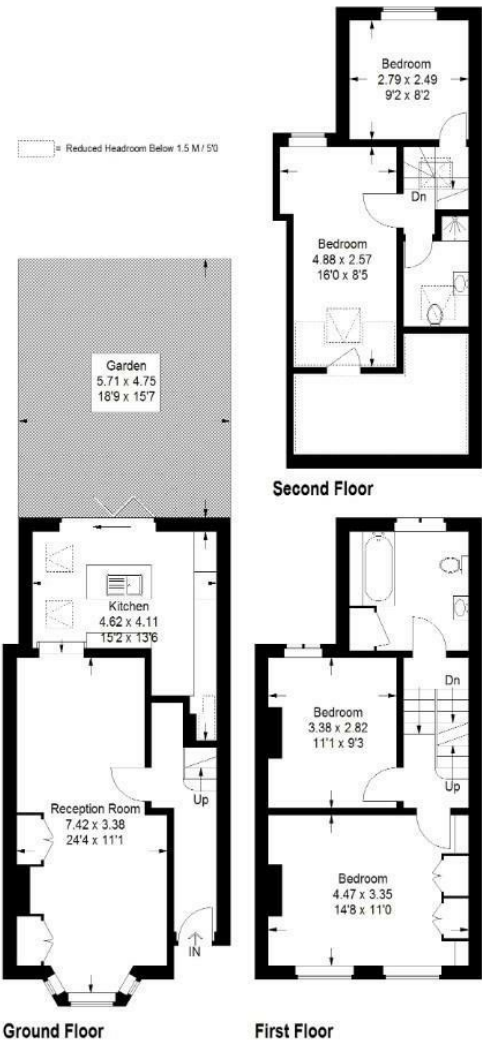 = Reduced Headroom Below 1.5 M / 5'0
Bedroom
2.79 x 2.49
9'2 x 8'2
Dn
Bedroom
4.88 x 2.57
16'0 x 8'5
Second Floor
Garden
5.71 x 4.75
18'9 x 15'7
Kitchen
4.62 x 4.11
15'2 x 13'6
Reception Room
7.42 x 3.38
24'4 x 11'1
Up
IN
Ground Floor
Dn
Bedroom
3.38 x 2.82
11'1 x 9'3
Up
Bedroom
4.47 x 3.35
14'8 x 11'0
First Floor